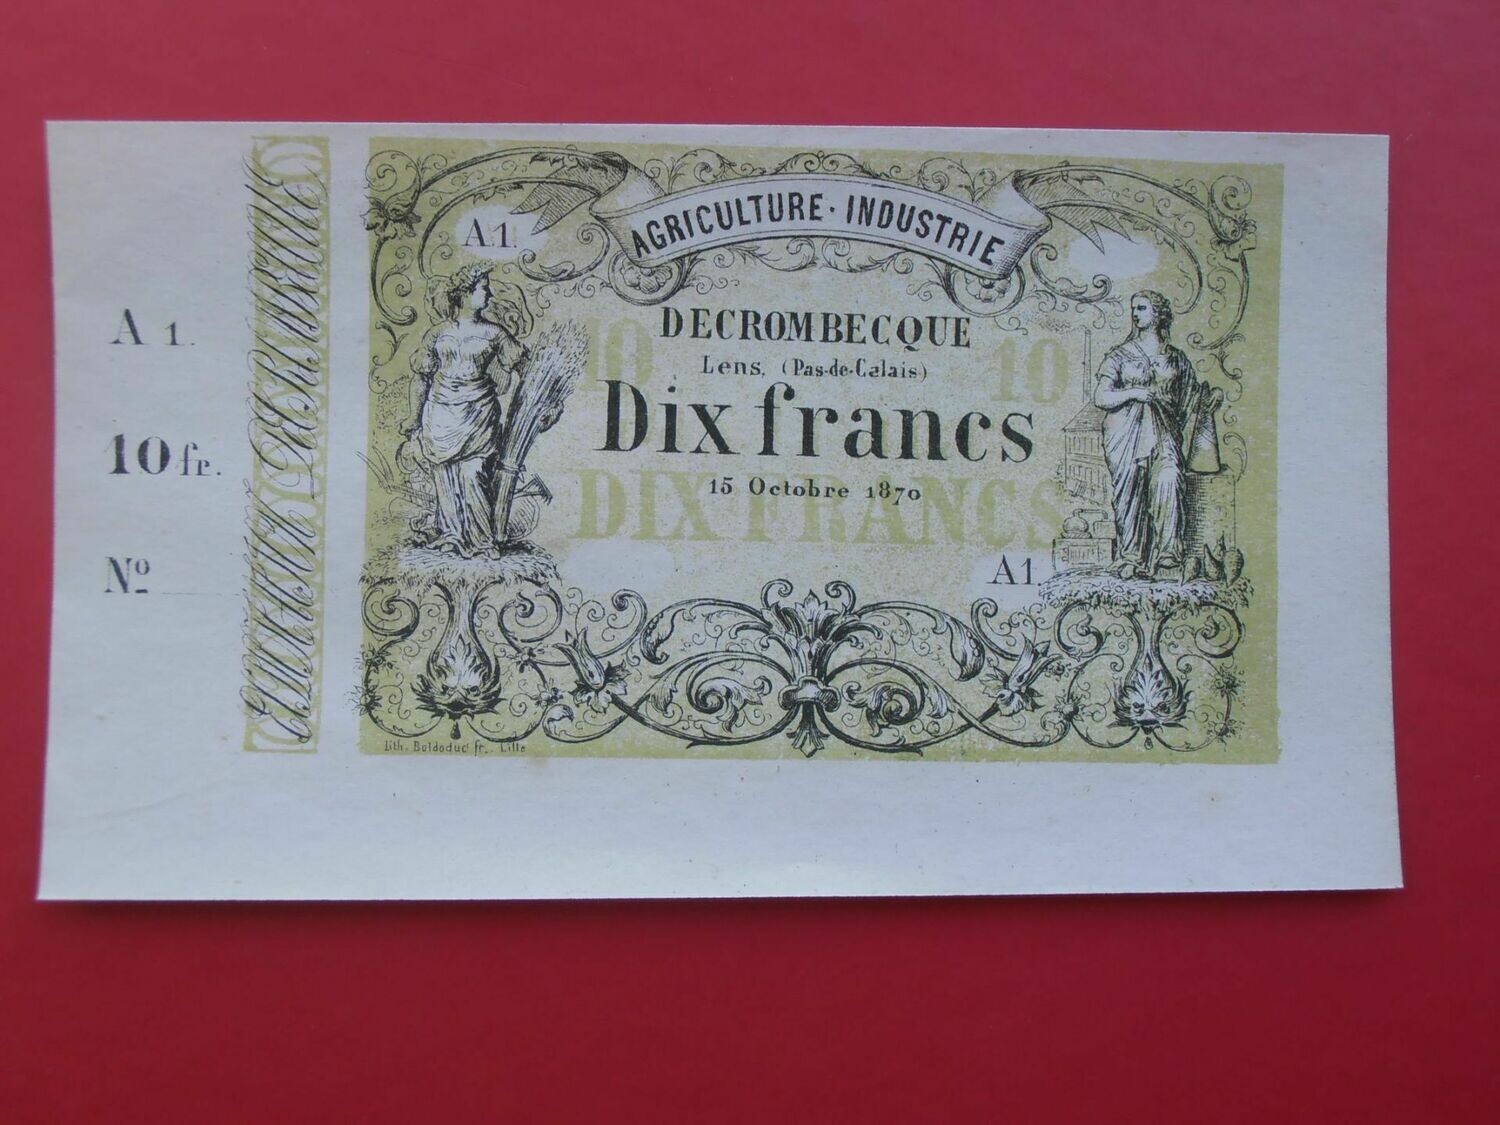 A 1.
10 fr.
Nº
A.1.
AGRICULTURE · INDUSTRIE
DECROMBECQUE
Lens, (Pas-de-Calais)
10 10
Dix francs
15 Octobre 1870
DIX FRANCS
A1.
Lith. Boldoduc fr. Lille